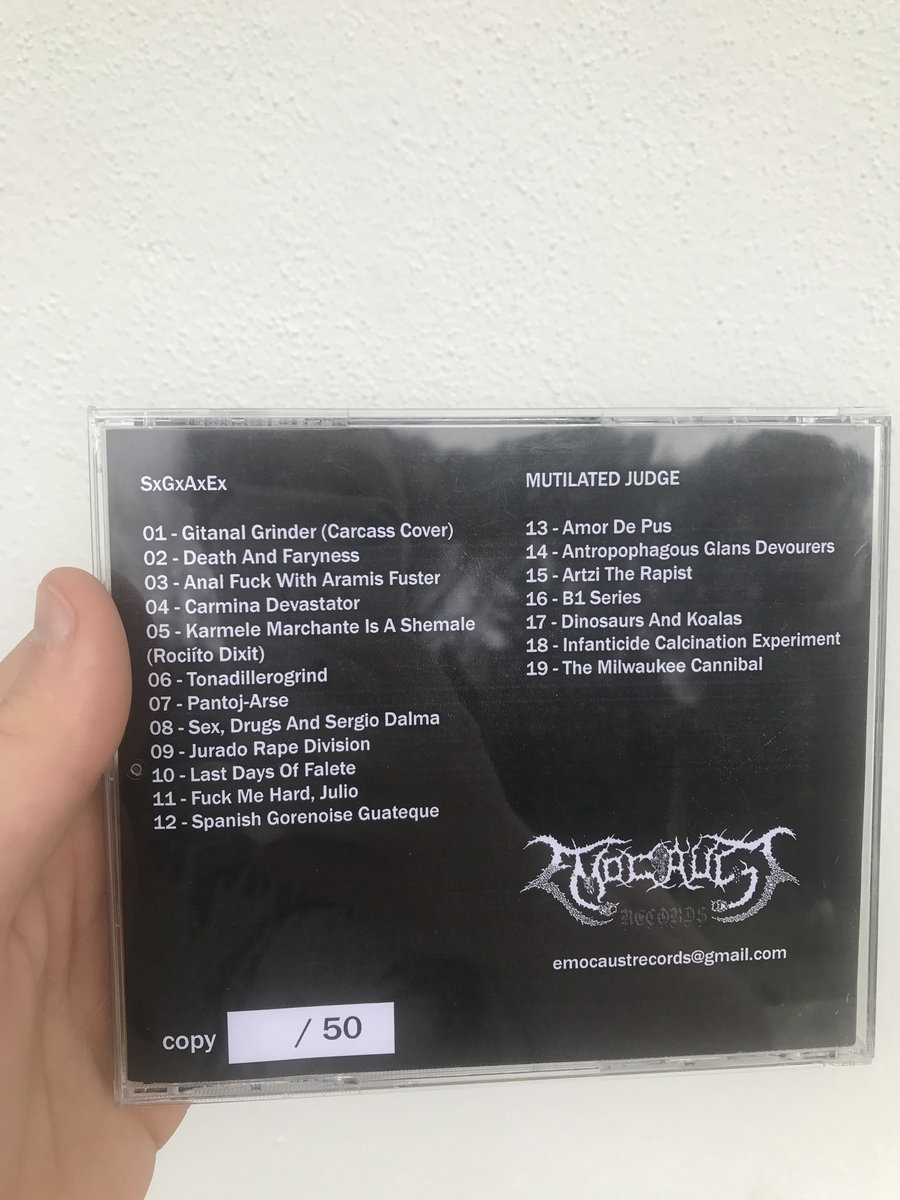 SxGxAxEx
01 - Gitanal Grinder (Carcass Cover)
02 - Death And Faryness
03 - Anal Fuck With Aramis Fuster
04 - Carmina Devastator
05 - Karmele Marchante Is A Shemale
(Rociíto Dixit)
06 - Tonadillerogrind
07 - Pantoj-Arse
08 - Sex, Drugs And Sergio Dalma
09 - Jurado Rape Division
10 - Last Days Of Falete
11 - Fuck Me Hard, Julio
12 - Spanish Gorenoise Guateque
MUTILATED JUDGE
13 - Amor De Pus
14 - Antropophagous Glans Devourers
15 - Artzi The Rapist
16 - B1 Series
17 - Dinosaurs And Koalas
18 - Infanticide Calcination Experiment
19 - The Milwaukee Cannibal
EMOCAUST
RECORDS
emocaustrecords@gmail.com
copy / 50